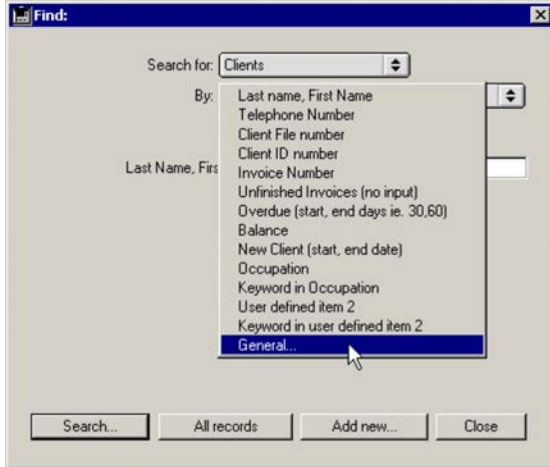 Find:
Search for: Clients
By:
Last name, First Name
Telephone Number
Client File number
Client ID number
Invoice Number
Last Name, Firs
Unfinished Invoices (no input)
Overdue (start, end days ie. 30,60)
Balance
New Client (start, end date)
Occupation
Keyword in Occupation
User defined item 2
Keyword in user defined item 2
General...
Search... All records Add new... Close